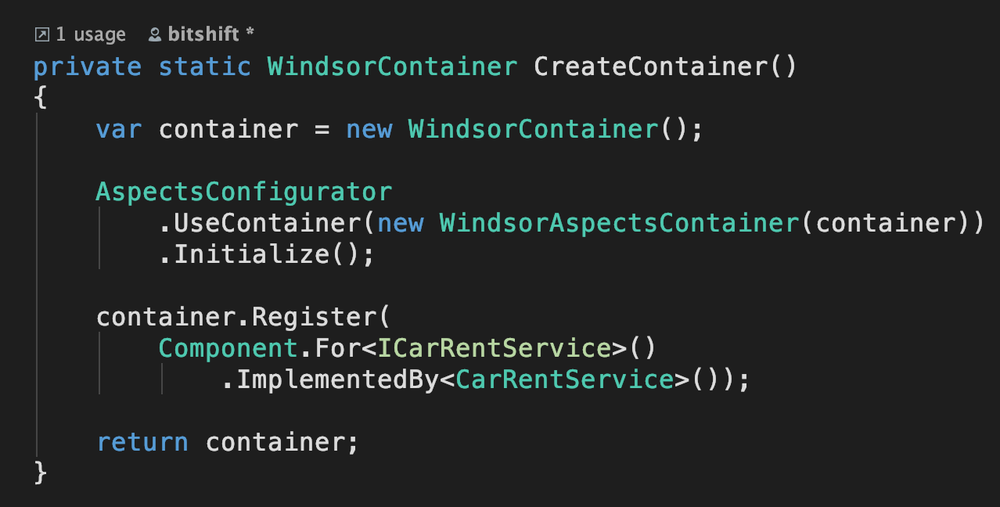 1 usage bitshift *
private static WindsorContainer CreateContainer()
{
    var container = new WindsorContainer();

    AspectsConfigurator
        .UseContainer(new WindsorAspectsContainer(container))
        .Initialize();

    container.Register(
        Component.For<ICarRentService>()
            .ImplementedBy<CarRentService>());

    return container;
}